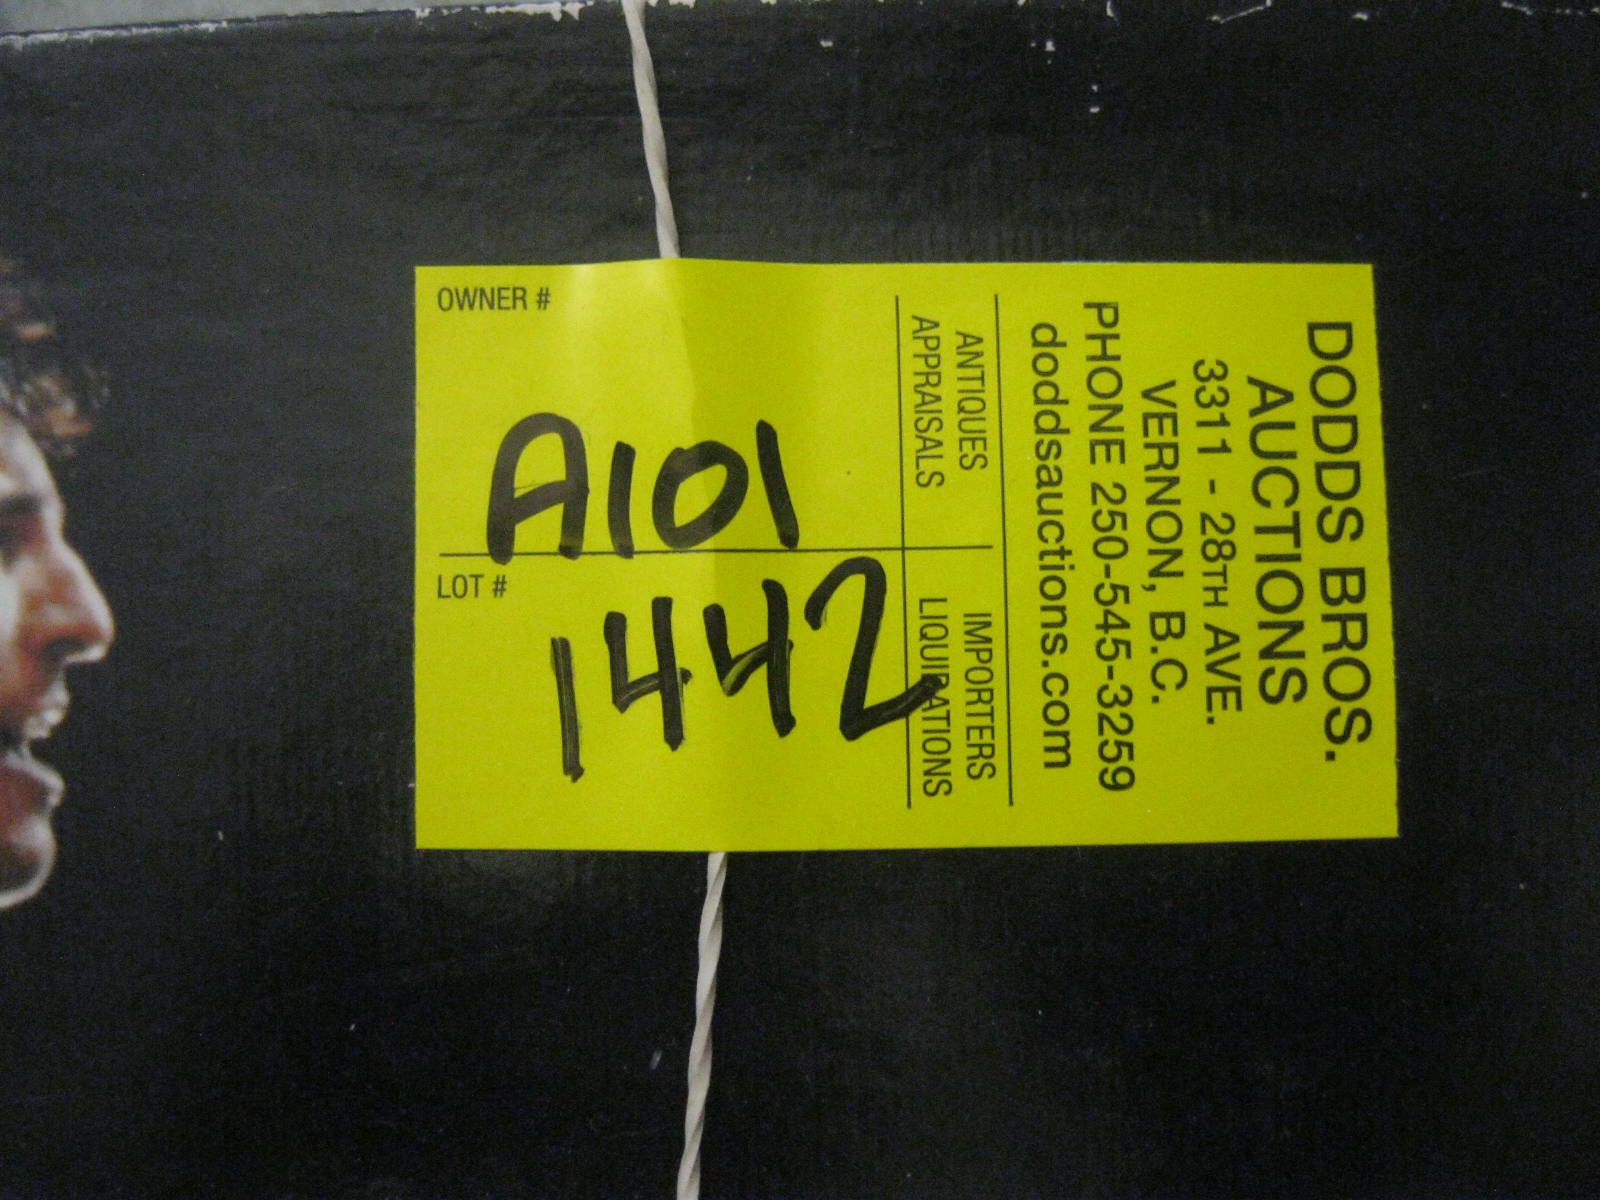 DODDS BROS.
AUCTIONS
3311 - 28TH AVE.
VERNON, B.C.
PHONE 250-545-3259
doddsauctions.com
ANTIQUES
APPRAISALS
IMPORTERS
LIQUIDATIONS
OWNER #
A101
LOT #
1442